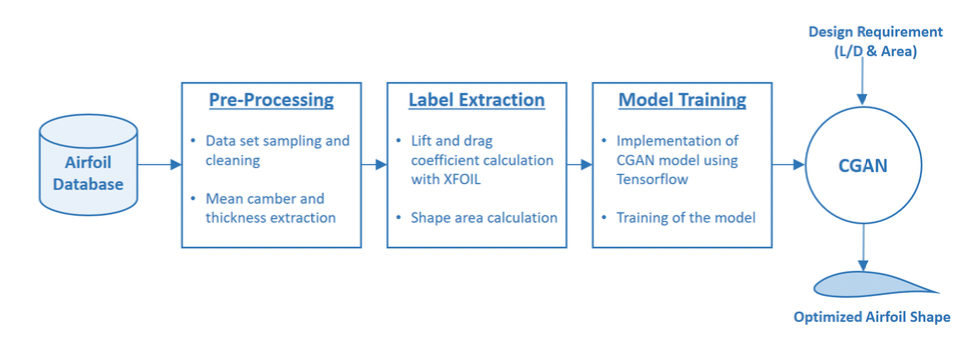 Airfoil
Database
Pre-Processing
• Data set sampling and
cleaning
• Mean camber and
thickness extraction
Label Extraction
• Lift and drag
coefficient calculation
with XFOIL
• Shape area calculation
Model Training
• Implementation of
CGAN model using
Tensorflow
• Training of the model
Design Requirement
(L/D & Area)
CGAN
Optimized Airfoil Shape